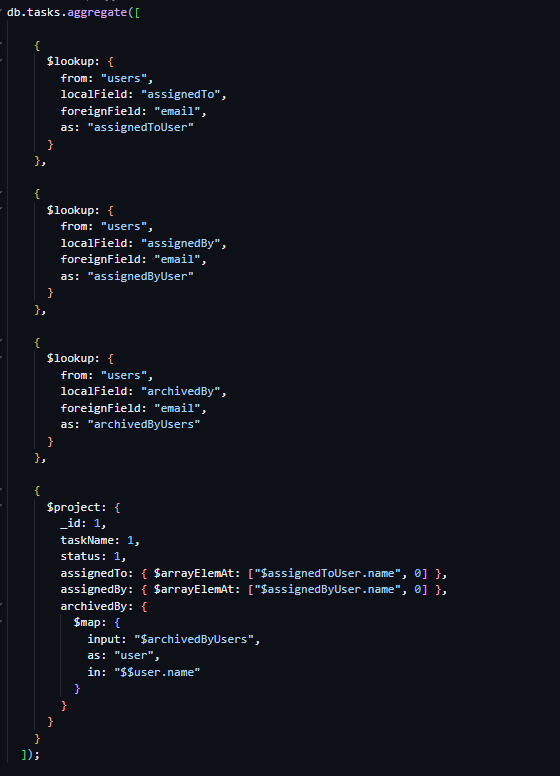 db.tasks.aggregate([
{
$lookup: {
from: "users",
localField: "assignedTo",
foreignField: "email",
as: "assignedToUser"
}
},
{
$lookup: {
from: "users",
localField: "assignedBy",
foreignField: "email",
as: "assignedByUser"
}
},
{
$lookup: {
from: "users",
localField: "archivedBy",
foreignField: "email",
as: "archivedByUsers"
}
},
{
$project: {
_id: 1,
taskName: 1,
status: 1,
assignedTo: { $arrayElemAt: ["$assignedToUser.name", 0] },
assignedBy: { $arrayElemAt: ["$assignedByUser.name", 0] },
archivedBy: {
$map: {
input: "$archivedByUsers",
as: "user",
in: "$$user.name"
}
}
}
}
]);